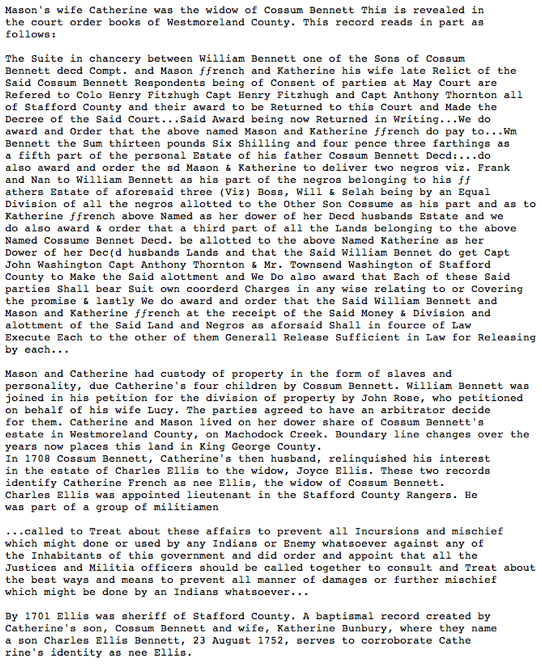 Mason's wife Catherine was the widow of Cossum Bennett This is revealed in
the court order books of Westmoreland County. This record reads in part as
follows:

The Suite in chancery between William Bennett one of the Sons of Cossum
Bennett decd Compt. and Mason ƒƒrench and Katherine his wife late Relict of the
Said Cossum Bennett Respondents being of Consent of parties at May Court are
Refered to Colo Henry Fitzhugh Capt Henry Fitzhugh and Capt Anthony Thornton all
of Stafford County and their award to be Returned to this Court and Made the
Decree of the Said Court...Said Award being now Returned in Writing...We do
award and Order that the above named Mason and Katherine ƒƒrench do pay to...Wm
Bennett the Sum thirteen pounds Six Shilling and four pence three farthings as
a fifth part of the personal Estate of his father Cossum Bennett Decd:...do
also award and order the sd Mason & Katherine to deliver two negros viz. Frank
and Nan to William Bennett as his part of the negros belonging to his ƒƒ
athers Estate of aforesaid three (Viz) Boss, Will & Selah being by an Equal
Division of all the negros allotted to the Other Son Cossume as his part and as to
Katherine ƒƒrench above Named as her dower of her Decd husbands Estate and we
do also award & order that a third part of all the Lands belonging to the above
Named Cossume Bennet Decd. be allotted to the above Named Katherine as her
Dower of her Dec(d husbands Lands and that the Said William Bennet do get Capt
John Washington Capt Anthony Thornton & Mr. Townsend Washington of Stafford
County to Make the Said alottment and We Do also award that Each of these Said
parties Shall bear Suit own coorderd Charges in any wise relating to or Covering
the promise & lastly We do award and order that the Said William Bennett and
Mason and Katherine ƒƒrench at the receipt of the Said Money & Division and
alottment of the Said Land and Negros as aforsaid Shall in fource of Law
Execute Each to the other of them Generall Release Sufficient in Law for Releasing
by each...

Mason and Catherine had custody of property in the form of slaves and
personality, due Catherine's four children by Cossum Bennett. William Bennett was
joined in his petition for the division of property by John Rose, who petitioned
on behalf of his wife Lucy. The parties agreed to have an arbitrator decide
for them. Catherine and Mason lived on her dower share of Cossum Bennett's
estate in Westmoreland County, on Machodock Creek. Boundary line changes over the
years now places this land in King George County.
In 1708 Cossum Bennett, Catherine's then husband, relinquished his interest
in the estate of Charles Ellis to the widow, Joyce Ellis. These two records
identify Catherine French as nee Ellis, the widow of Cossum Bennett.
Charles Ellis was appointed lieutenant in the Stafford County Rangers. He
was part of a group of militiamen

...called to Treat about these affairs to prevent all Incursions and mischief
which might done or used by any Indians or Enemy whatsoever against any of
the Inhabitants of this government and did order and appoint that all the
Justices and Militia officers should be called together to consult and Treat about
the best ways and means to prevent all manner of damages or further mischief
which might be done by an Indians whatsoever...

By 1701 Ellis was sheriff of Stafford County. A baptismal record created by
Catherine's son, Cossum Bennett and wife, Katherine Bunbury, where they name
a son Charles Ellis Bennett, 23 August 1752, serves to corroborate Cathe
rine's identity as nee Ellis.